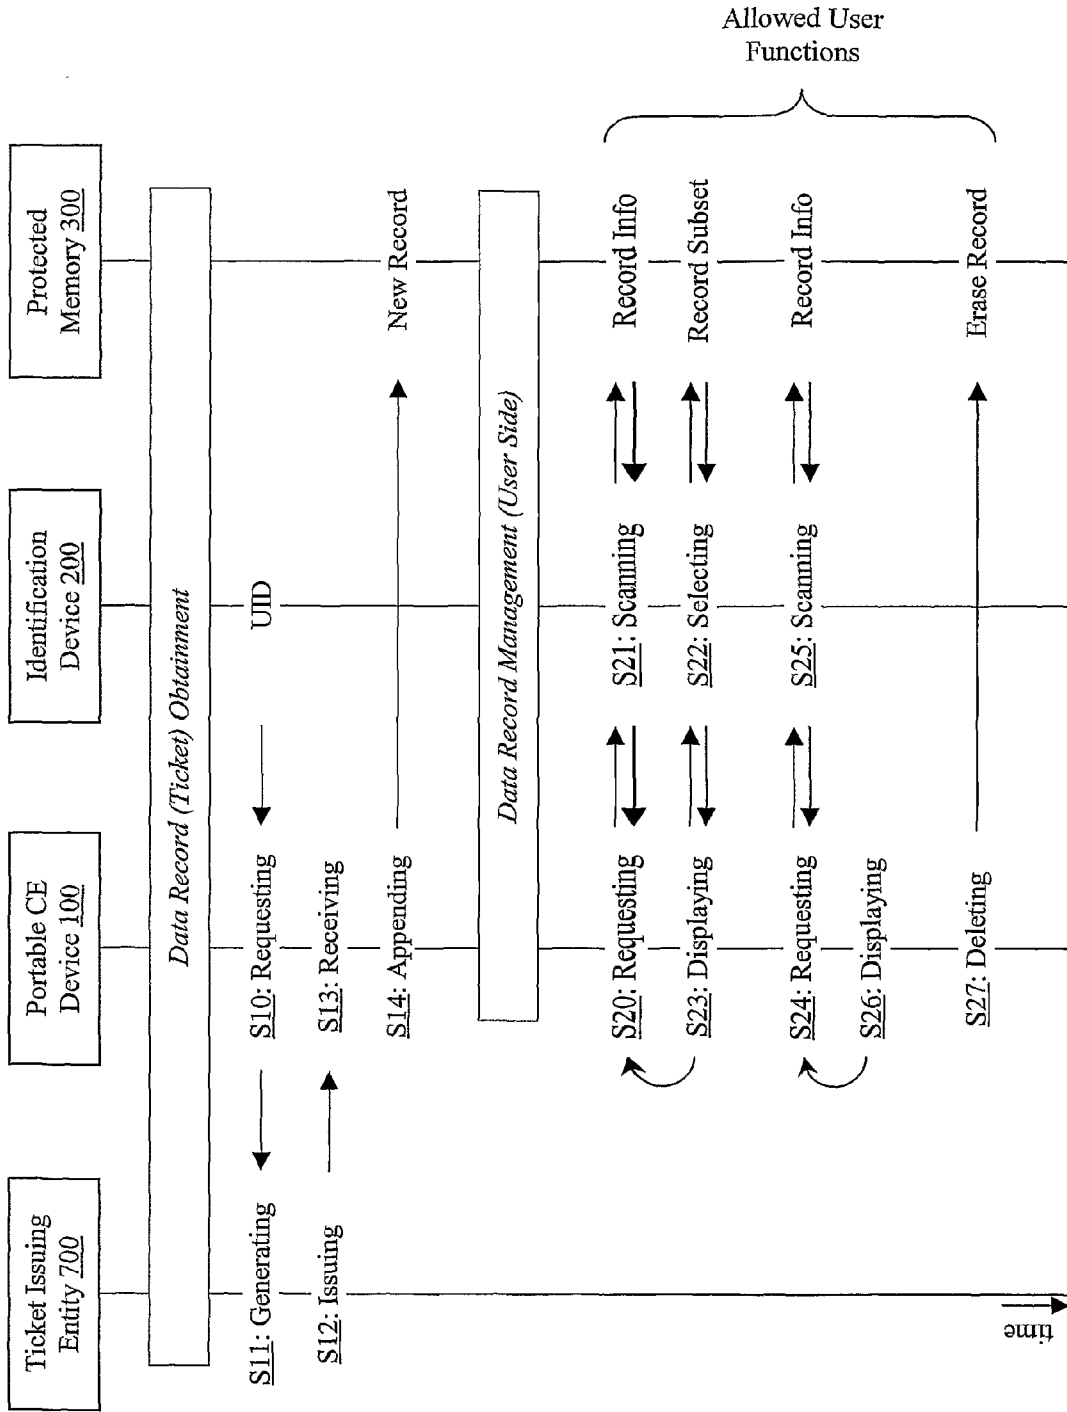 Ticket Issuing
Entity 700
Portable CE
Device 100
Identification
Device 200
Protected
Memory 300
Data Record (Ticket) Obtainment
S11: Generating
S10: Requesting
UID
S12: Issuing
S13: Receiving
S14: Appending
New Record
Data Record Management (User Side)
S20: Requesting
S21: Scanning
Record Info
S23: Displaying
S22: Selecting
Record Subset
S24: Requesting
S25: Scanning
Record Info
S26: Displaying
S27: Deleting
Erase Record
Allowed User
Functions
time